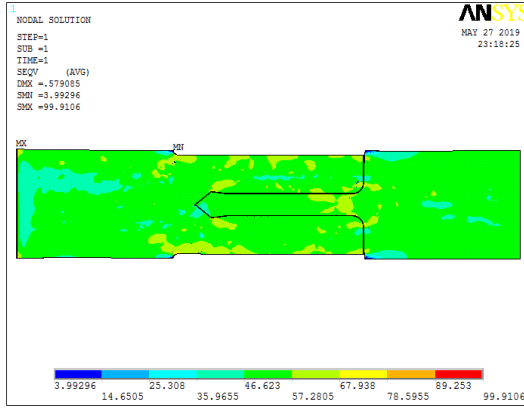 1
NODAL SOLUTION
STEP=1
SUB =1
TIME=1
SEQV     (AVG)
DMX =.579085
SMN =3.99296
SMX =99.9106
ANSYS
MAY 27 2019
23:18:25
MX
MN
3.99296 25.308 46.623 67.938 89.253
14.6505 35.9655 57.2805 78.5955 99.9106